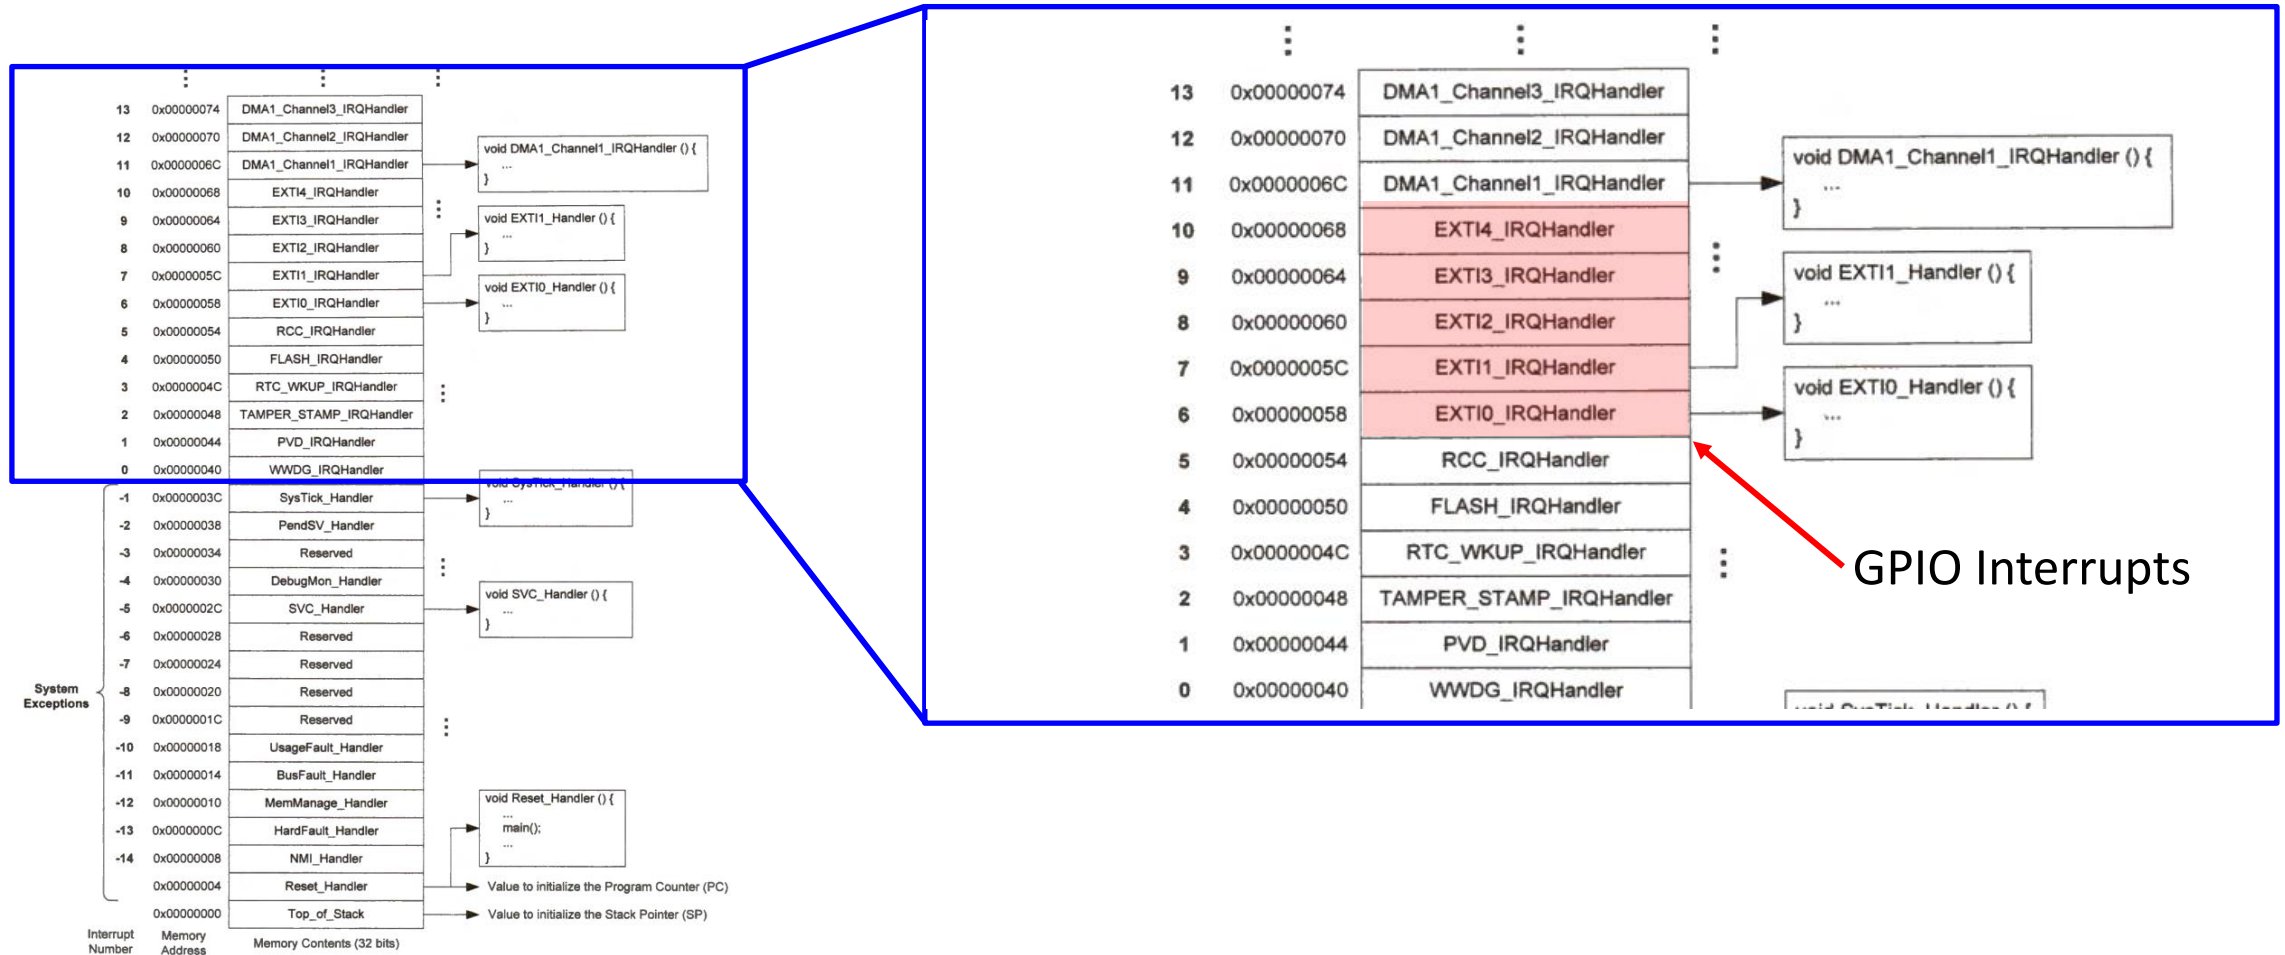 ⋮ ⋮ ⋮
13 0x00000074 DMA1_Channel3_IRQHandler
12 0x00000070 DMA1_Channel2_IRQHandler
11 0x0000006C DMA1_Channel1_IRQHandler
10 0x00000068 EXTI4_IRQHandler
9 0x00000064 EXTI3_IRQHandler
8 0x00000060 EXTI2_IRQHandler
7 0x0000005C EXTI1_IRQHandler
6 0x00000058 EXTI0_IRQHandler
5 0x00000054 RCC_IRQHandler
4 0x00000050 FLASH_IRQHandler
3 0x0000004C RTC_WKUP_IRQHandler
2 0x00000048 TAMPER_STAMP_IRQHandler
1 0x00000044 PVD_IRQHandler
0 0x00000040 WWDG_IRQHandler
-1 0x0000003C SysTick_Handler
-2 0x00000038 PendSV_Handler
-3 0x00000034 Reserved
-4 0x00000030 DebugMon_Handler
-5 0x0000002C SVC_Handler
-6 0x00000028 Reserved
-7 0x00000024 Reserved
-8 0x00000020 Reserved
-9 0x0000001C Reserved
-10 0x00000018 UsageFault_Handler
-11 0x00000014 BusFault_Handler
-12 0x00000010 MemManage_Handler
-13 0x0000000C HardFault_Handler
-14 0x00000008 NMI_Handler
0x00000004 Reset_Handler
0x00000000 Top_of_Stack
System
Exceptions
Interrupt
Number
Memory
Address
Memory Contents (32 bits)
void DMA1_Channel1_IRQHandler () {
...
}
void EXTI1_Handler () {
...
}
void EXTI0_Handler () {
...
}
void SysTick_Handler () {
...
}
void SVC_Handler () {
...
}
void Reset_Handler () {
...
main();
...
}
Value to initialize the Program Counter (PC)
Value to initialize the Stack Pointer (SP)
⋮ ⋮ ⋮
13 0x00000074 DMA1_Channel3_IRQHandler
12 0x00000070 DMA1_Channel2_IRQHandler
11 0x0000006C DMA1_Channel1_IRQHandler
10 0x00000068 EXTI4_IRQHandler
9 0x00000064 EXTI3_IRQHandler
8 0x00000060 EXTI2_IRQHandler
7 0x0000005C EXTI1_IRQHandler
6 0x00000058 EXTI0_IRQHandler
5 0x00000054 RCC_IRQHandler
4 0x00000050 FLASH_IRQHandler
3 0x0000004C RTC_WKUP_IRQHandler
2 0x00000048 TAMPER_STAMP_IRQHandler
1 0x00000044 PVD_IRQHandler
0 0x00000040 WWDG_IRQHandler
void DMA1_Channel1_IRQHandler () {
...
}
void EXTI1_Handler () {
...
}
void EXTI0_Handler () {
...
}
GPIO Interrupts
void SysTick_Handler () {